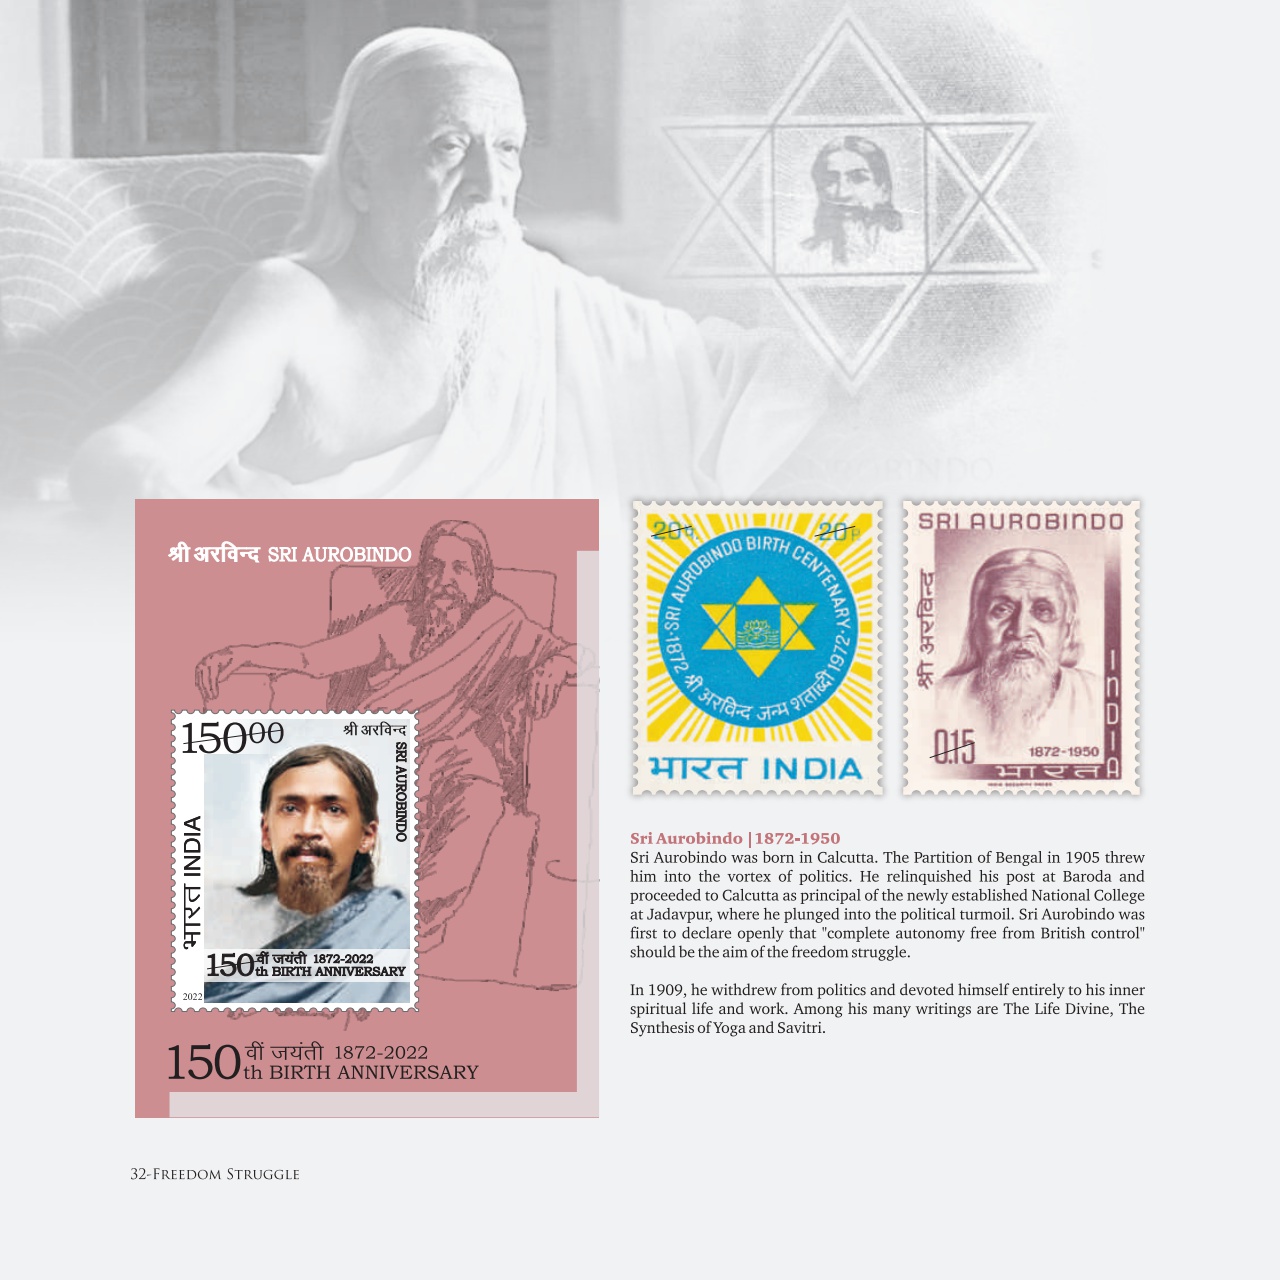 श्री अरविन्द SRI AUROBINDO
15000
श्री अरविन्द
SRI AUROBINDO
भारत INDIA
150वीं जयंती 1872-2022
th BIRTH ANNIVERSARY
2022
150वीं जयंती 1872-2022
th BIRTH ANNIVERSARY
20प. 20P
1872·SRI AUROBINDO BIRTH CENTENARY·1972
श्री अरविन्द जन्म शताब्दी
भारत INDIA
SRI AUROBINDO
श्री अरविन्द
INDIA
0.15
1872-1950
भारत
INDIA SECURITY PRESS
Sri Aurobindo | 1872-1950
Sri Aurobindo was born in Calcutta. The Partition of Bengal in 1905 threw
him into the vortex of politics. He relinquished his post at Baroda and
proceeded to Calcutta as principal of the newly established National College
at Jadavpur, where he plunged into the political turmoil. Sri Aurobindo was
first to declare openly that "complete autonomy free from British control"
should be the aim of the freedom struggle.
In 1909, he withdrew from politics and devoted himself entirely to his inner
spiritual life and work. Among his many writings are The Life Divine, The
Synthesis of Yoga and Savitri.
32-Freedom Struggle